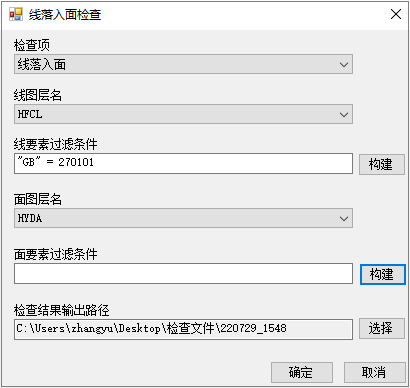 线落入面检查
检查项
线落入面
线图层名
HFCL
线要素过滤条件
"GB" = 270101
构建
面图层名
HYDA
面要素过滤条件
构建
检查结果输出路径
C:\Users\zhangyu\Desktop\检查文件\220729_1548
选择
确定
取消